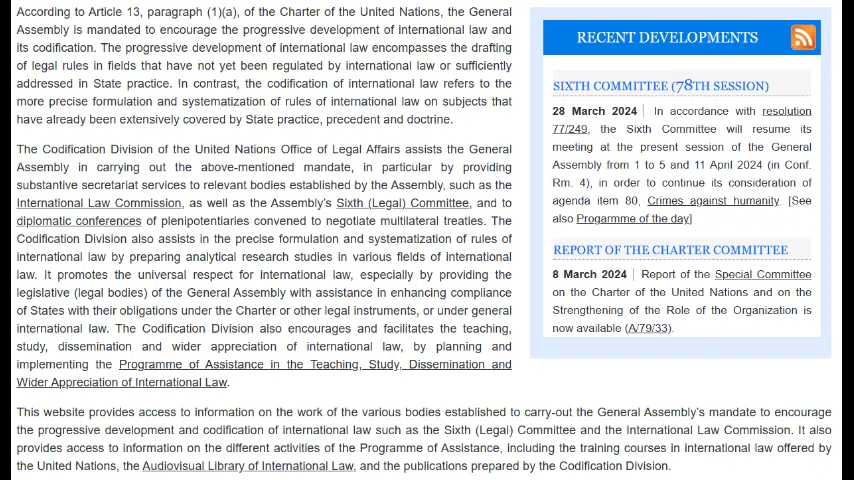 According to Article 13, paragraph (1)(a), of the Charter of the United Nations, the General
Assembly is mandated to encourage the progressive development of international law and
its codification. The progressive development of international law encompasses the drafting
of legal rules in fields that have not yet been regulated by international law or sufficiently
addressed in State practice. In contrast, the codification of international law refers to the
more precise formulation and systematization of rules of international law on subjects that
have already been extensively covered by State practice, precedent and doctrine.
The Codification Division of the United Nations Office of Legal Affairs assists the General
Assembly in carrying out the above-mentioned mandate, in particular by providing
substantive secretariat services to relevant bodies established by the Assembly, such as the
International Law Commission, as well as the Assembly's Sixth (Legal) Committee, and to
diplomatic conferences of plenipotentiaries convened to negotiate multilateral treaties. The
Codification Division also assists in the precise formulation and systematization of rules of
international law by preparing analytical research studies in various fields of international
law. It promotes the universal respect for international law, especially by providing the
legislative (legal bodies) of the General Assembly with assistance in enhancing compliance
of States with their obligations under the Charter or other legal instruments, or under general
international law. The Codification Division also encourages and facilitates the teaching,
study, dissemination and wider appreciation of international law, by planning and
implementing the Programme of Assistance in the Teaching, Study, Dissemination and
Wider Appreciation of International Law.
RECENT DEVELOPMENTS
SIXTH COMMITTEE (78TH SESSION)
28 March 2024 | In accordance with resolution
77/249, the Sixth Committee will resume its
meeting at the present session of the General
Assembly from 1 to 5 and 11 April 2024 (in Conf.
Rm. 4), in order to continue its consideration of
agenda item 80, Crimes against humanity. [See
also Progarmme of the day]
REPORT OF THE CHARTER COMMITTEE
8 March 2024 | Report of the Special Committee
on the Charter of the United Nations and on the
Strengthening of the Role of the Organization is
now available (A/79/33).
This website provides access to information on the work of the various bodies established to carry-out the General Assembly's mandate to encourage
the progressive development and codification of international law such as the Sixth (Legal) Committee and the International Law Commission. It also
provides access to information on the different activities of the Programme of Assistance, including the training courses in international law offered by
the United Nations, the Audiovisual Library of International Law, and the publications prepared by the Codification Division.